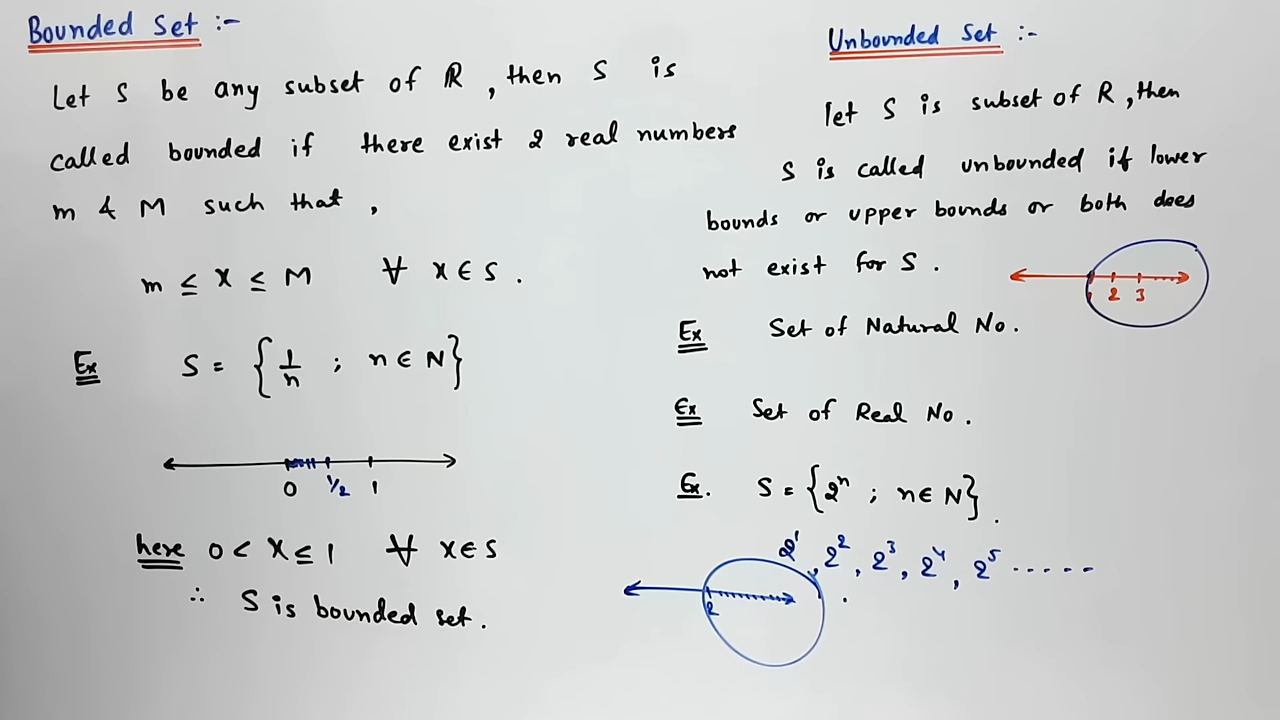 Bounded Set :-
Let S be any subset of ℝ, then S is
called bounded if there exist 2 real numbers
m & M such that,
m ≤ x ≤ M ∀ x ∈ S.
Ex S = {1/n ; n ∈ N}
0 1/2 1
here 0 < x ≤ 1 ∀ x ∈ S
∴ S is bounded set.
Unbounded Set :-
let S is subset of R, then
S is called unbounded if lower
bounds or upper bounds or both does
not exist for S.
1 2 3
Ex Set of Natural No.
Ex Set of Real No.
Ex. S = {2ⁿ ; n ∈ N}.
2¹, 2², 2³, 2⁴, 2⁵ .....
2